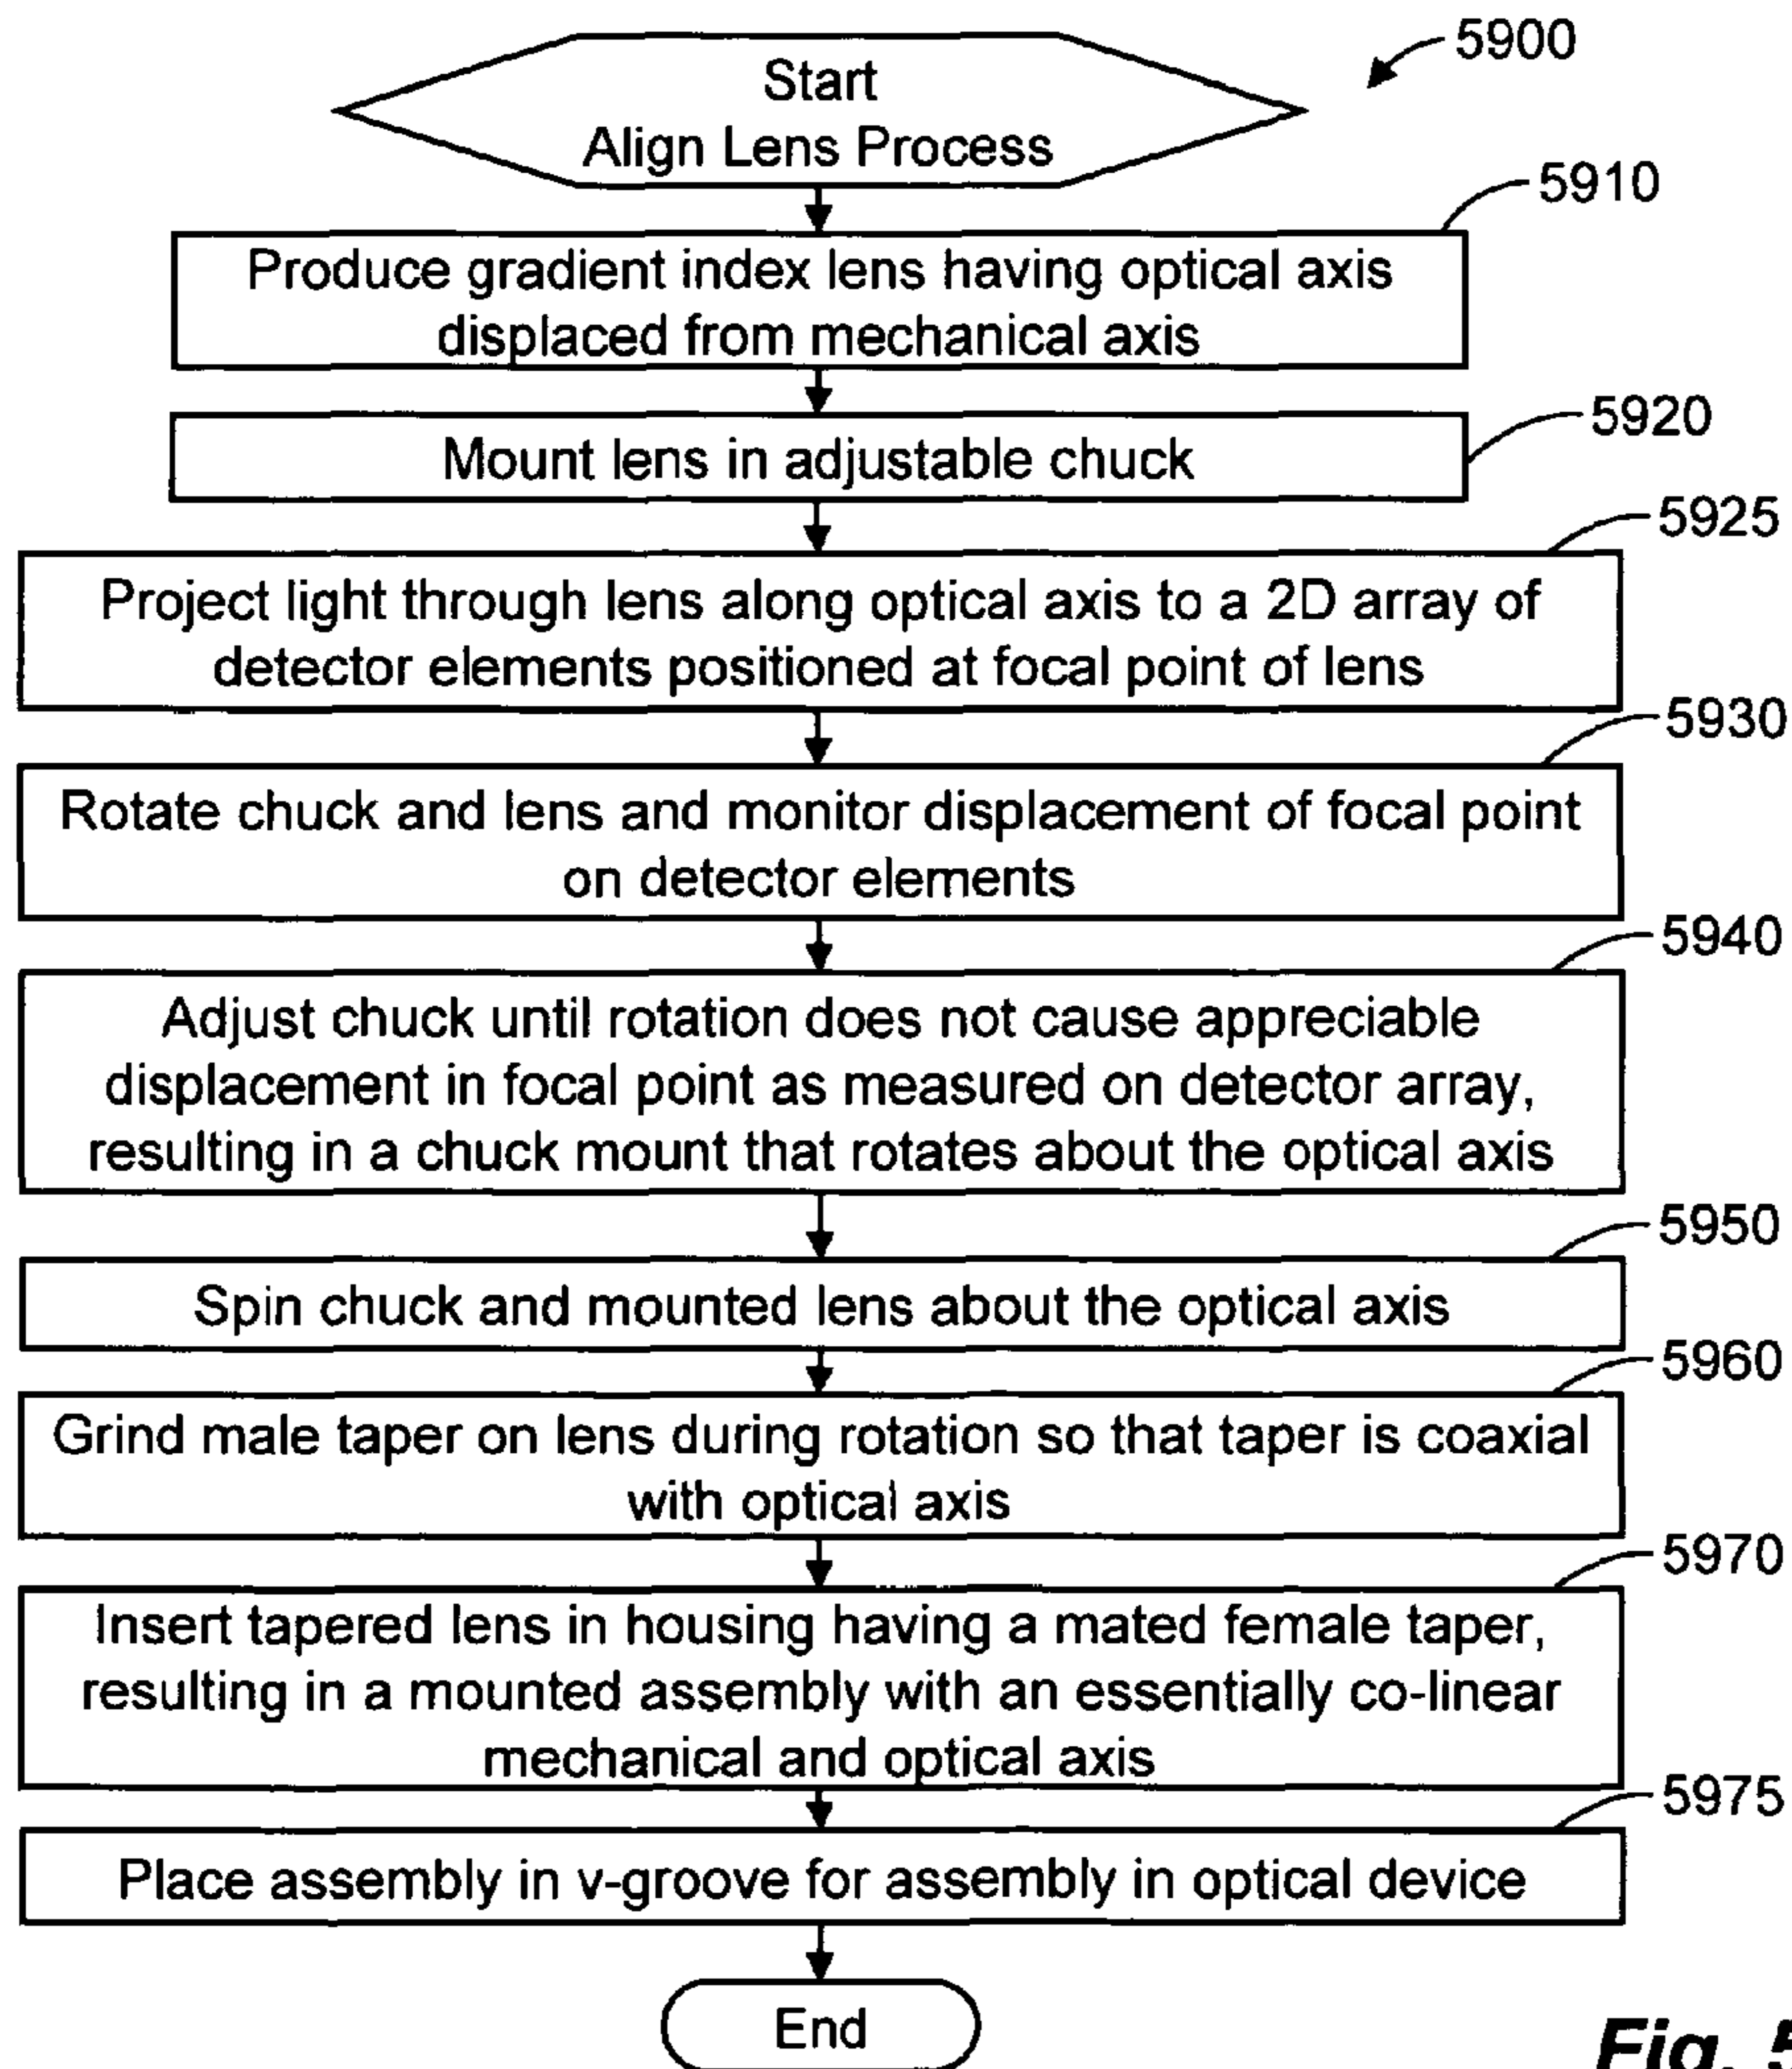 5900
Start
Align Lens Process
5910
Produce gradient index lens having optical axis
displaced from mechanical axis
5920
Mount lens in adjustable chuck
5925
Project light through lens along optical axis to a 2D array of
detector elements positioned at focal point of lens
5930
Rotate chuck and lens and monitor displacement of focal point
on detector elements
5940
Adjust chuck until rotation does not cause appreciable
displacement in focal point as measured on detector array,
resulting in a chuck mount that rotates about the optical axis
5950
Spin chuck and mounted lens about the optical axis
5960
Grind male taper on lens during rotation so that taper is coaxial
with optical axis
5970
Insert tapered lens in housing having a mated female taper,
resulting in a mounted assembly with an essentially co-linear
mechanical and optical axis
5975
Place assembly in v-groove for assembly in optical device
End
Fig. 5